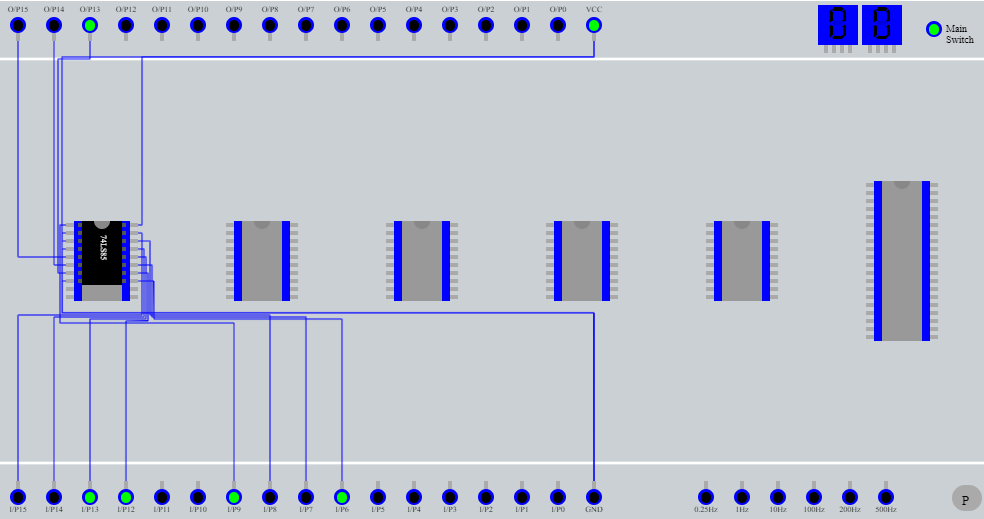 O/P15 O/P14 O/P13 O/P12 O/P11 O/P10 O/P9 O/P8 O/P7 O/P6 O/P5 O/P4 O/P3 O/P2 O/P1 O/P0 VCC
0 0
Main
Switch
74LS85
I/P15 I/P14 I/P13 I/P12 I/P11 I/P10 I/P9 I/P8 I/P7 I/P6 I/P5 I/P4 I/P3 I/P2 I/P1 I/P0 GND 0.25Hz 1Hz 10Hz 100Hz 200Hz 500Hz
P